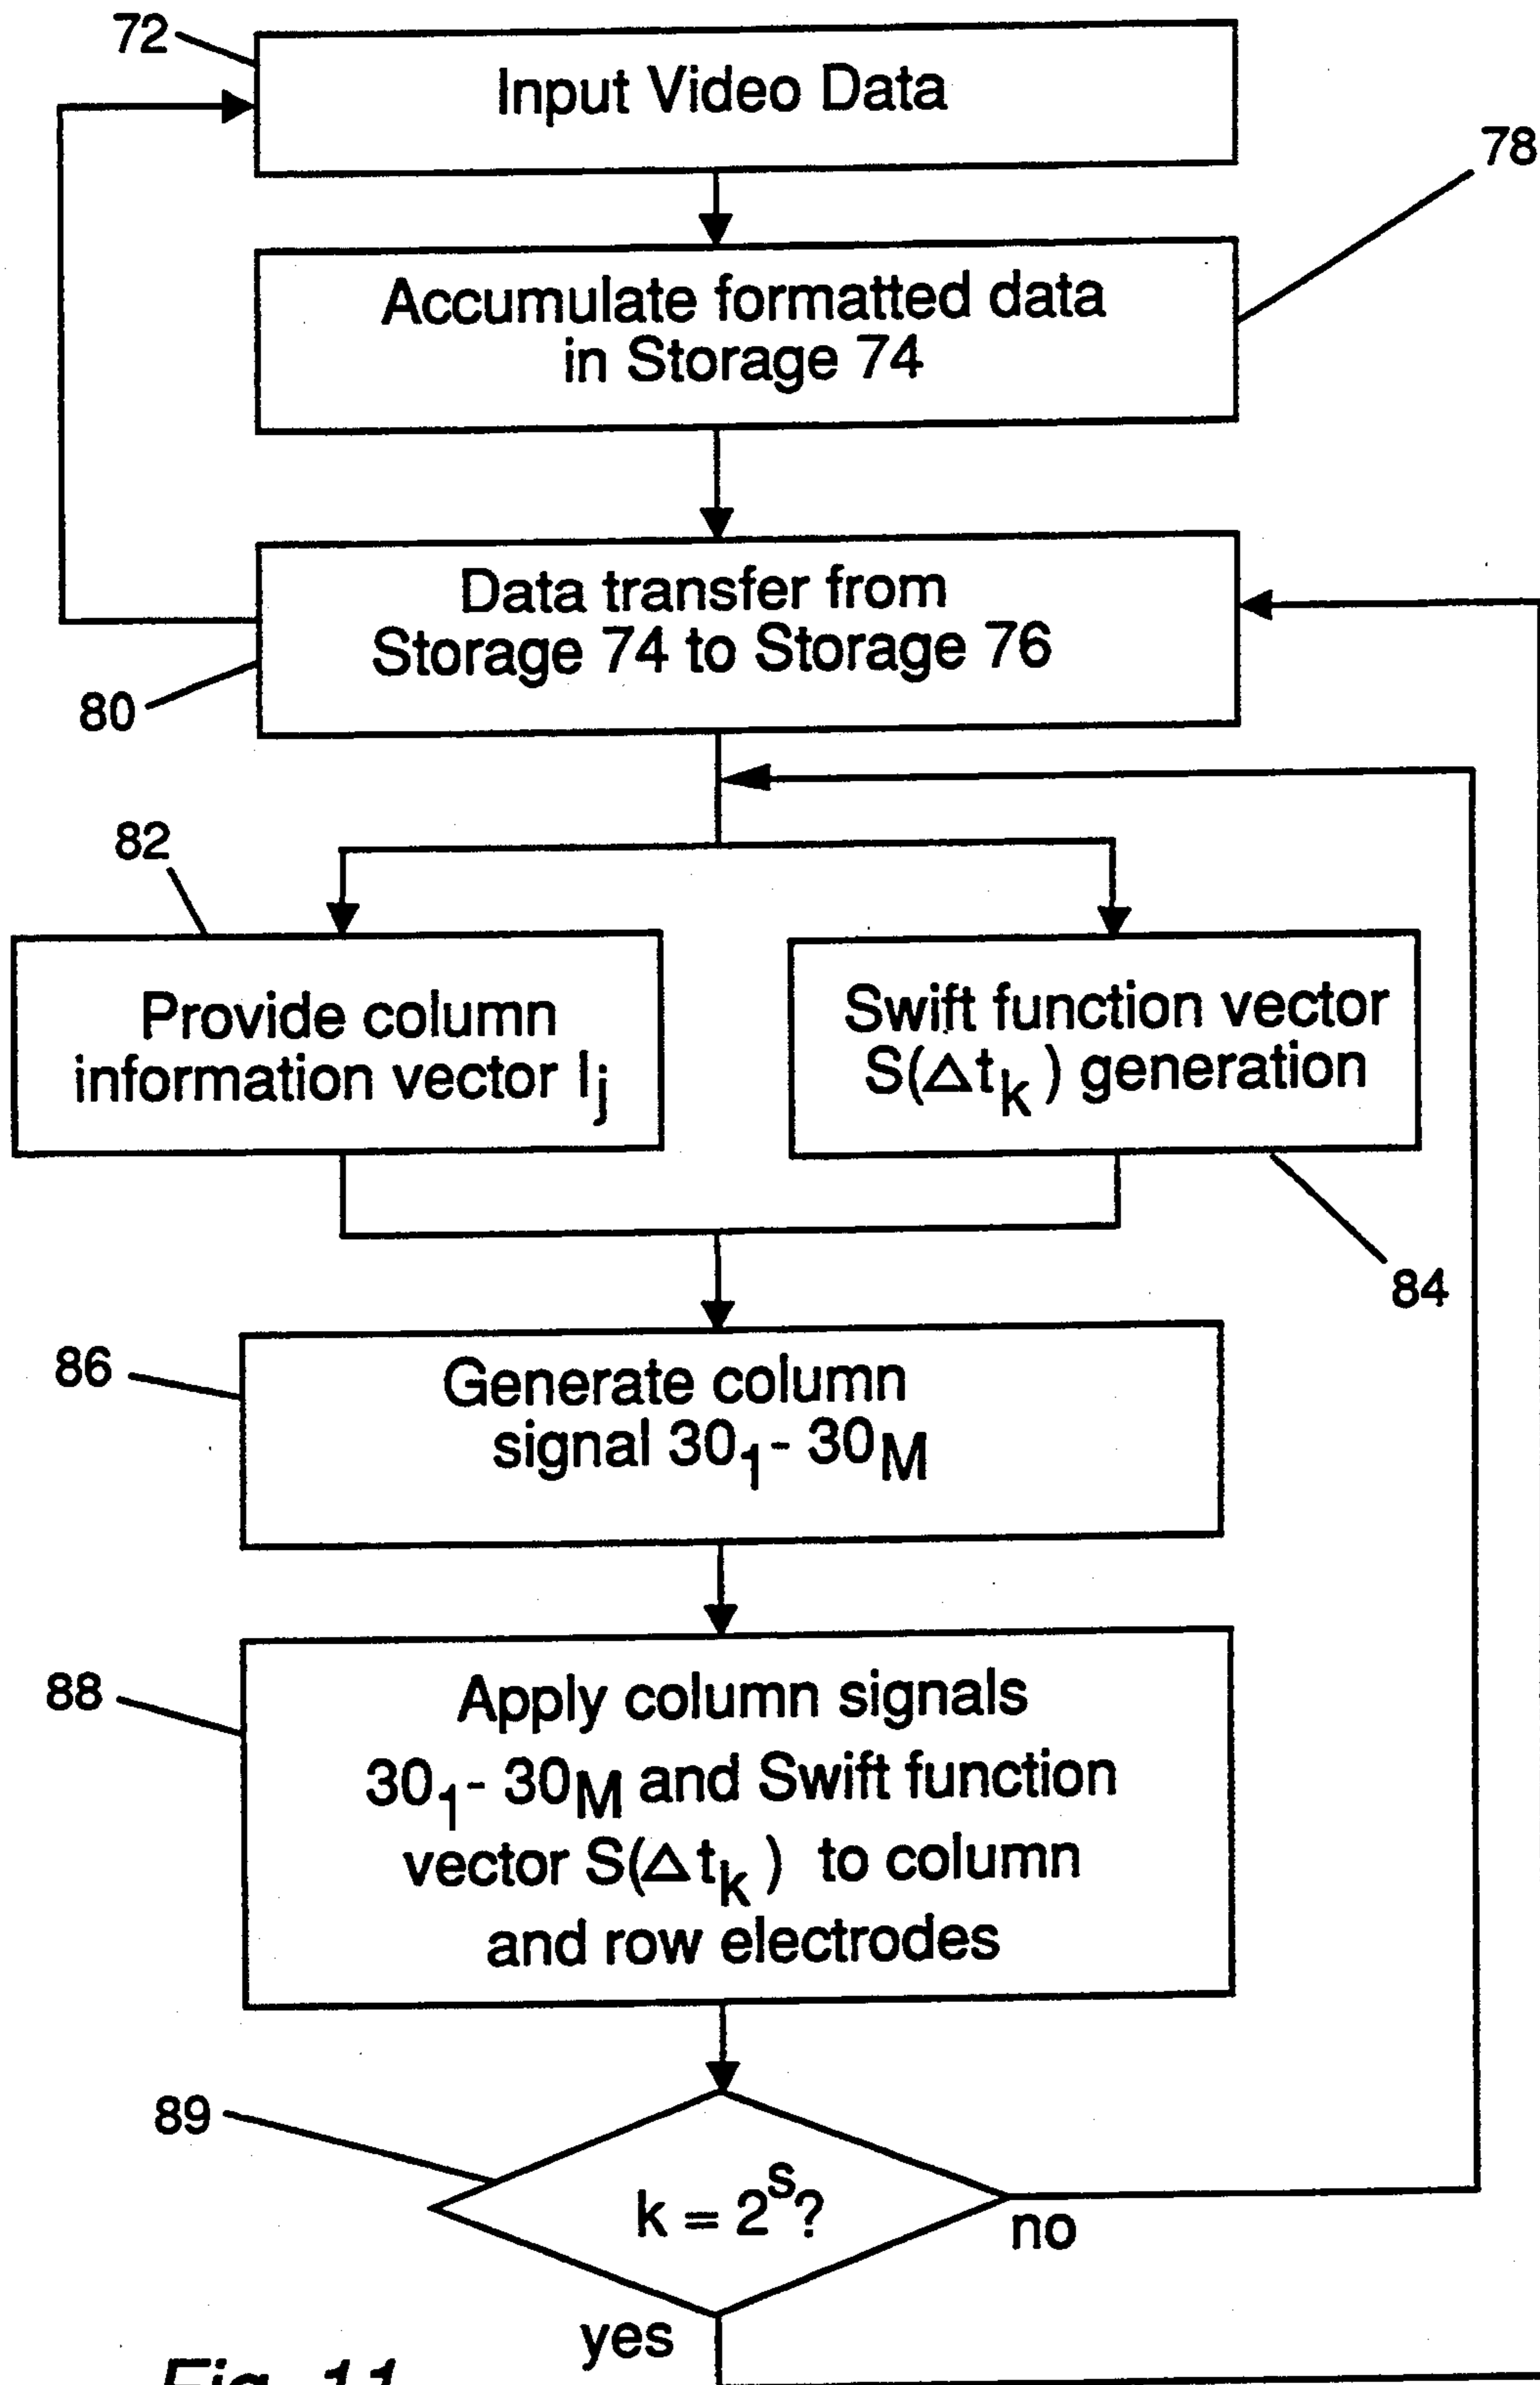 72
Input Video Data
78
Accumulate formatted data
in Storage 74
Data transfer from
Storage 74 to Storage 76
80
82
Provide column
information vector Ij
Swift function vector
S(Δtk) generation
84
86
Generate column
signal 301- 30M
88
Apply column signals
301- 30M and Swift function
vector S(Δtk) to column
and row electrodes
89
k = 2S?
no
yes
Fig. 11